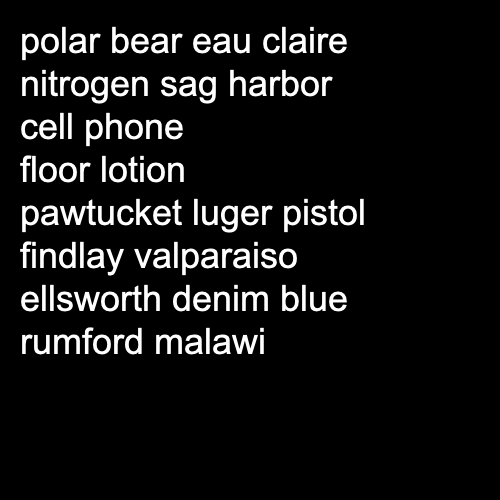 polar bear eau claire
nitrogen sag harbor
cell phone
floor lotion
pawtucket luger pistol
findlay valparaiso
ellsworth denim blue
rumford malawi